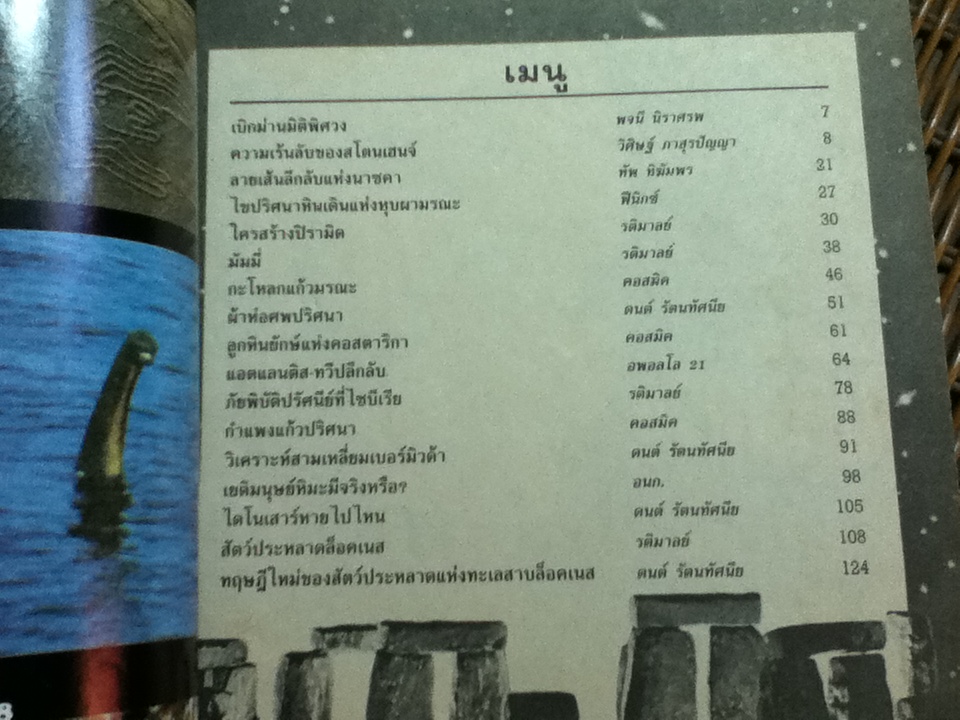 เมนู
เบิกม่านมิติพิศวง พจนี นิราศรพ 7
ความเร้นลับของสโตนเฮนจ์ วิศิษฐ์ ภาสุรปัญญา 8
ลายเส้นลึกลับแห่งนาซคา ทัพ ทิฆัมพร 21
ไขปริศนาหินเดินแห่งหุบผามรณะ ฟีนิกซ์ 27
ใครสร้างปิรามิด รติมาลย์ 30
มัมมี่ รติมาลย์ 38
กะโหลกแก้วมรณะ คอสมิค 46
ผ้าห่อศพปริศนา ดนต์ รัตนทัศนีย 51
ลูกหินยักษ์แห่งคอสตาริกา คอสมิค 61
แอตแลนติส-ทวีปลึกลับ อพอลโล 21 64
ภัยพิบัติปรัศนีย์ที่ไซบีเรีย รติมาลย์ 78
กำแพงแก้วปริศนา คอสมิค 88
วิเคราะห์สามเหลี่ยมเบอร์มิวด้า ดนต์ รัตนทัศนีย 91
เยติมนุษย์หิมะมีจริงหรือ? อนก. 98
ไดโนเสาร์หายไปไหน ดนต์ รัตนทัศนีย 105
สัตว์ประหลาดล็อคเนส รติมาลย์ 108
ทฤษฎีใหม่ของสัตว์ประหลาดแห่งทะเลสาบล็อคเนส ดนต์ รัตนทัศนีย 124
8